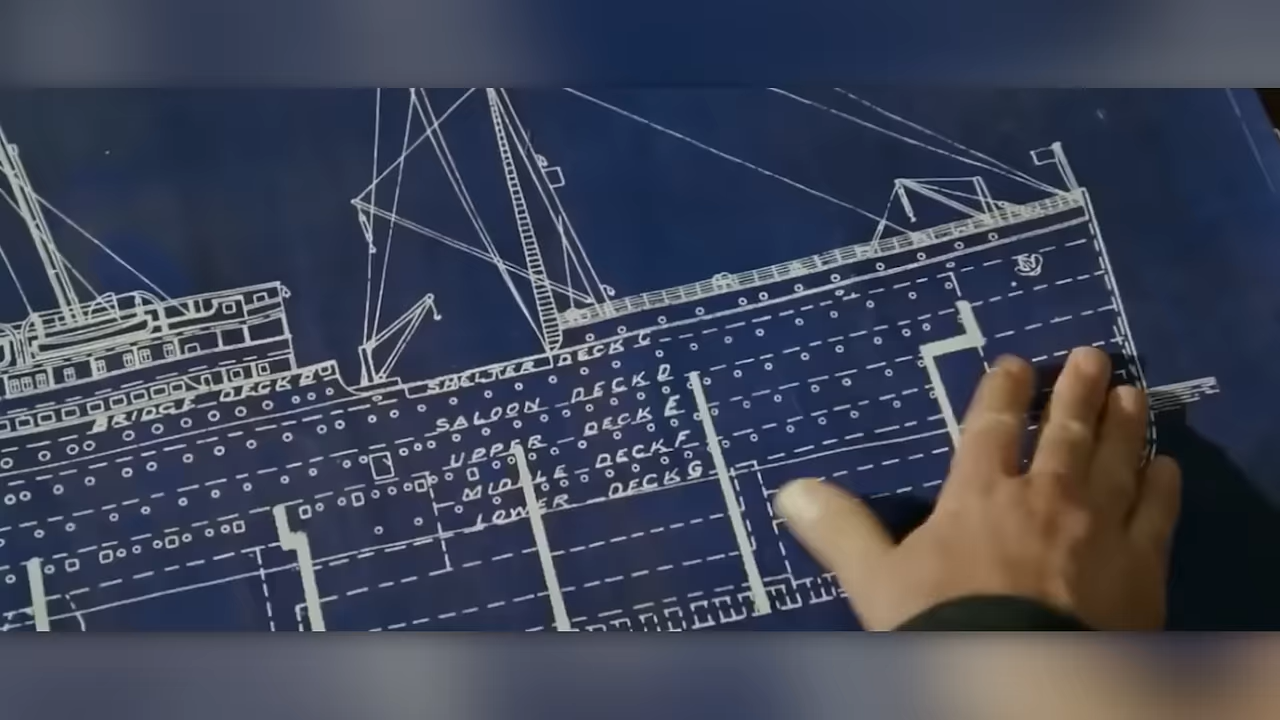 BRIDGE DECK B
SHELTER DECK C
SALOON DECK D
UPPER DECK E
MIDDLE DECK F
LOWER DECK G